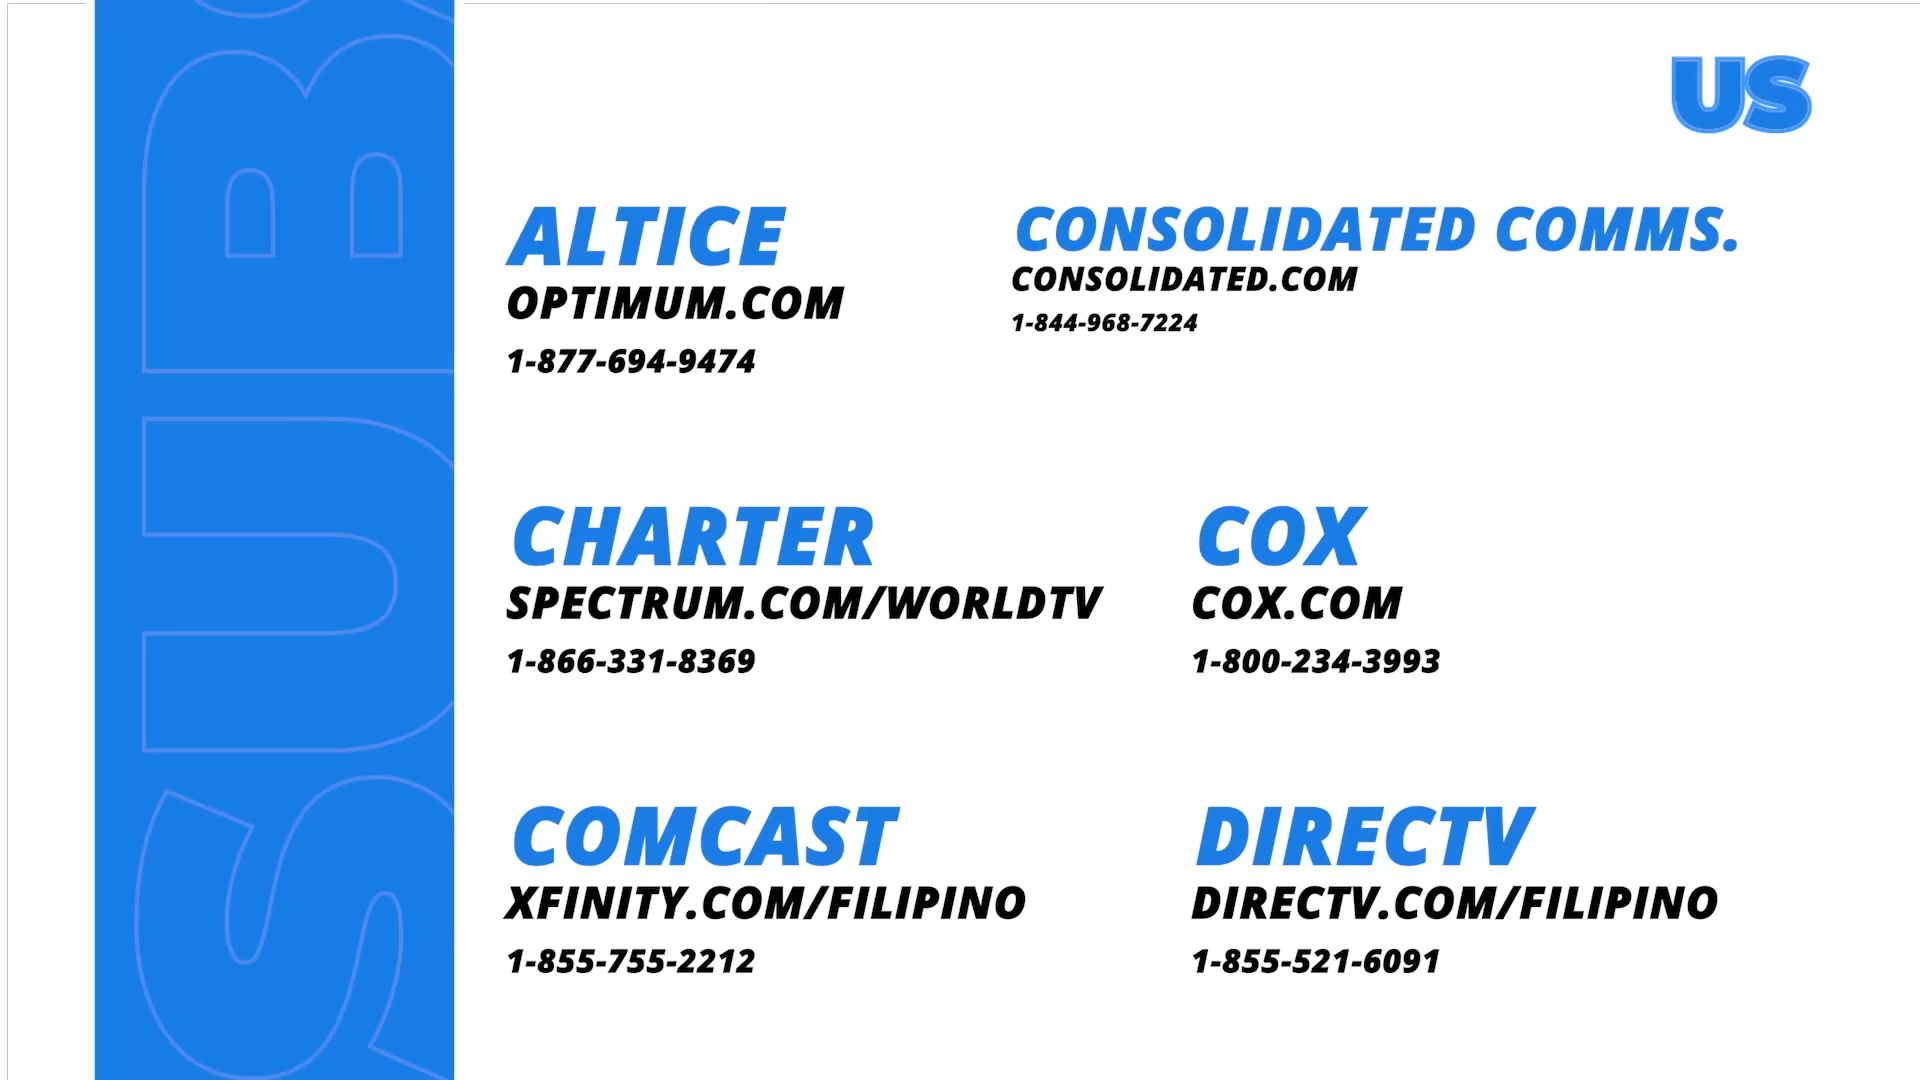 US
ALTICE
OPTIMUM.COM
1-877-694-9474
CONSOLIDATED COMMS.
CONSOLIDATED.COM
1-844-968-7224
CHARTER
SPECTRUM.COM/WORLDTV
1-866-331-8369
COX
COX.COM
1-800-234-3993
COMCAST
XFINITY.COM/FILIPINO
1-855-755-2212
DIRECTV
DIRECTV.COM/FILIPINO
1-855-521-6091
SUB